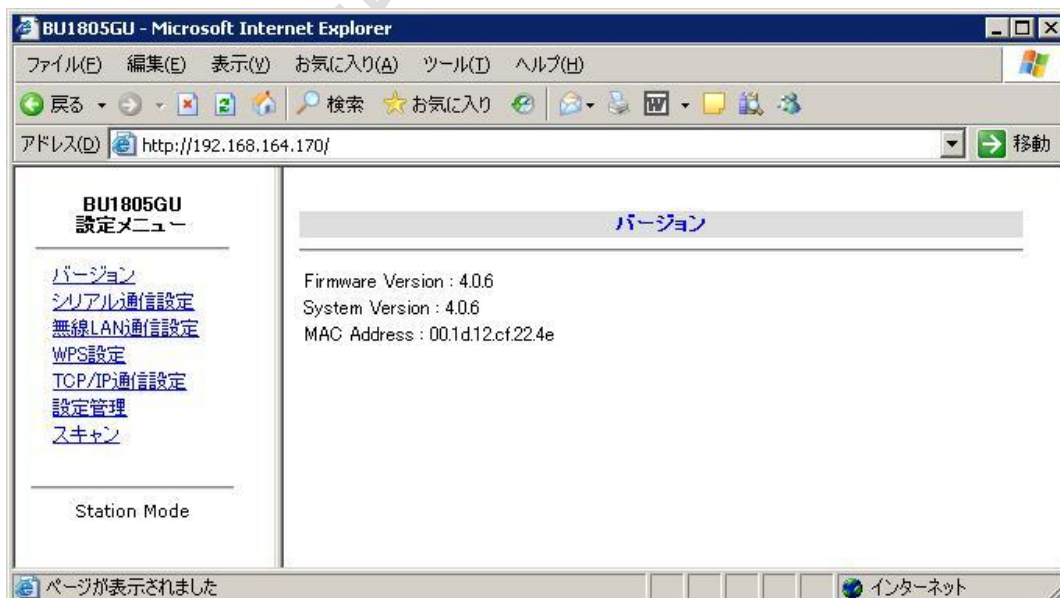 BU1805GU - Microsoft Internet Explorer
ファイル(F) 編集(E) 表示(V) お気に入り(A) ツール(T) ヘルプ(H)
戻る 検索 お気に入り
アドレス(D) http://192.168.164.170/ 移動
BU1805GU
設定メニュー
バージョン
シリアル通信設定
無線LAN通信設定
WPS設定
TCP/IP通信設定
設定管理
スキャン
Station Mode
バージョン
Firmware Version : 4.0.6
System Version : 4.0.6
MAC Address : 00.1d.12.cf.22.4e
ページが表示されました インターネット